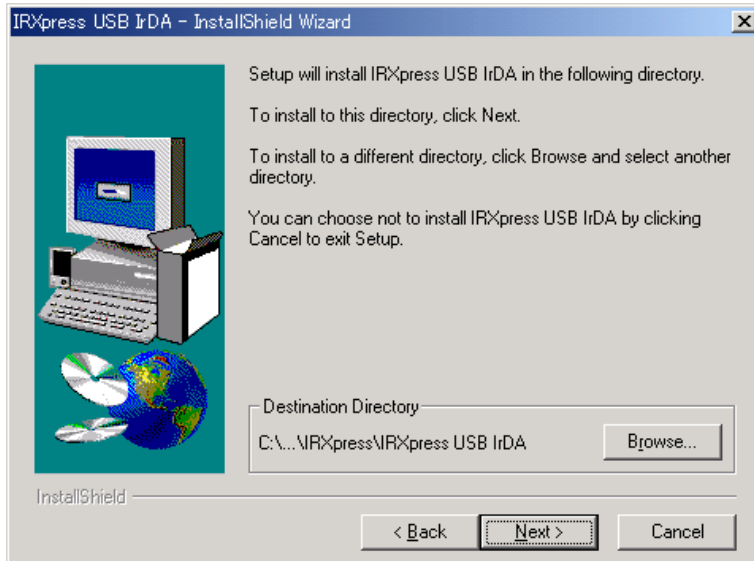 IRXpress USB IrDA - InstallShield Wizard
Setup will install IRXpress USB IrDA in the following directory.
To install to this directory, click Next.
To install to a different directory, click Browse and select another
directory.
You can choose not to install IRXpress USB IrDA by clicking
Cancel to exit Setup.
Destination Directory
C:\...\IRXpress\IRXpress USB IrDA
Browse...
InstallShield
< Back
Next >
Cancel